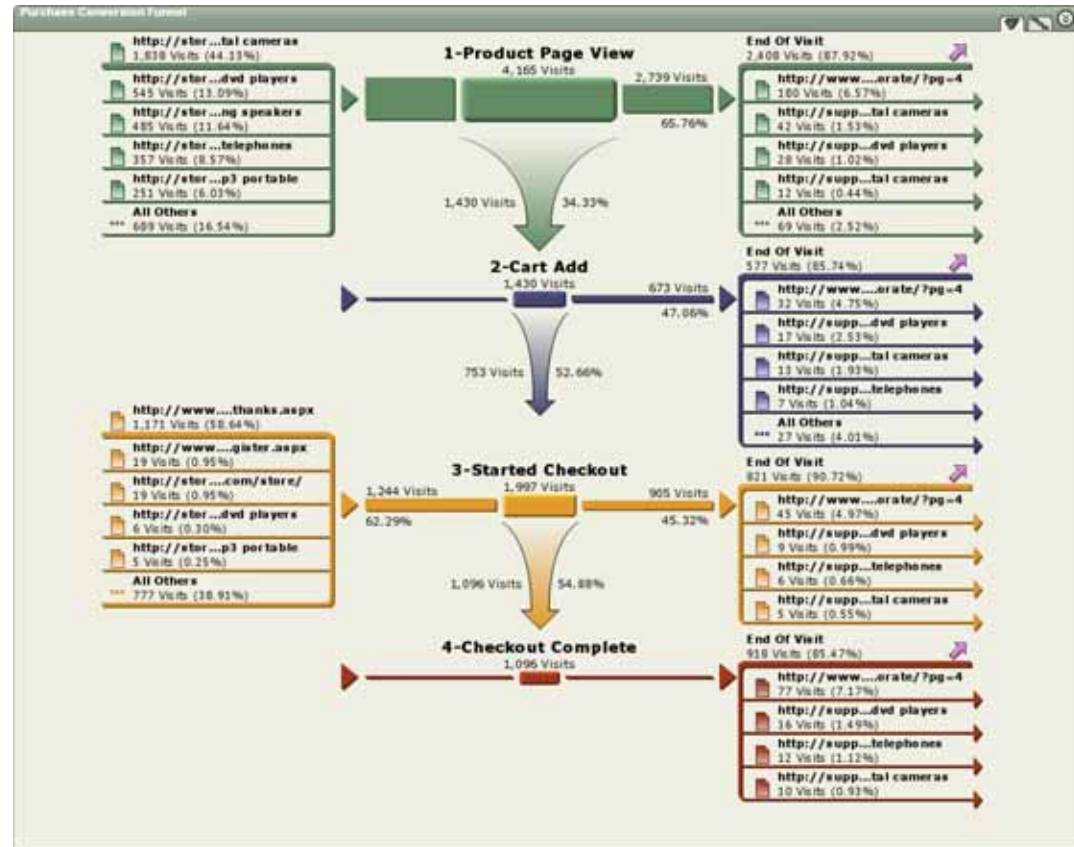 Purchase Conversion Funnel
http://stor...tal cameras
1,838 Visits (44.13%)
http://stor...dvd players
545 Visits (13.09%)
http://stor...ng speakers
485 Visits (11.64%)
http://stor...telephones
357 Visits (8.57%)
http://stor...p3 portable
251 Visits (6.03%)
All Others
*** 689 Visits (16.54%)
1-Product Page View
4,165 Visits
2,739 Visits
65.76%
1,430 Visits
34.33%
End Of Visit
2,408 Visits (87.92%)
http://www....orate/?pg=4
180 Visits (6.57%)
http://supp...tal cameras
42 Visits (1.53%)
http://supp...dvd players
28 Visits (1.02%)
http://supp...tal cameras
12 Visits (0.44%)
All Others
*** 69 Visits (2.52%)
2-Cart Add
1,430 Visits
673 Visits
47.06%
753 Visits
52.66%
End Of Visit
577 Visits (85.74%)
http://www....orate/?pg=4
32 Visits (4.75%)
http://supp...dvd players
17 Visits (2.53%)
http://supp...tal cameras
13 Visits (1.93%)
http://supp...telephones
7 Visits (1.04%)
All Others
*** 27 Visits (4.01%)
http://www....thanks.aspx
1,171 Visits (58.64%)
http://www....gister.aspx
19 Visits (0.95%)
http://stor....com/store/
19 Visits (0.95%)
http://stor...dvd players
6 Visits (0.30%)
http://stor...p3 portable
5 Visits (0.25%)
All Others
*** 777 Visits (38.91%)
3-Started Checkout
1,244 Visits
62.29%
1,997 Visits
905 Visits
45.32%
1,096 Visits
54.88%
End Of Visit
821 Visits (90.72%)
http://www....orate/?pg=4
45 Visits (4.97%)
http://supp...dvd players
9 Visits (0.99%)
http://supp...telephones
6 Visits (0.66%)
http://supp...tal cameras
5 Visits (0.55%)
4-Checkout Complete
1,096 Visits
End Of Visit
918 Visits (85.47%)
http://www....orate/?pg=4
77 Visits (7.17%)
http://supp...dvd players
16 Visits (1.49%)
http://supp...telephones
12 Visits (1.12%)
http://supp...tal cameras
10 Visits (0.93%)